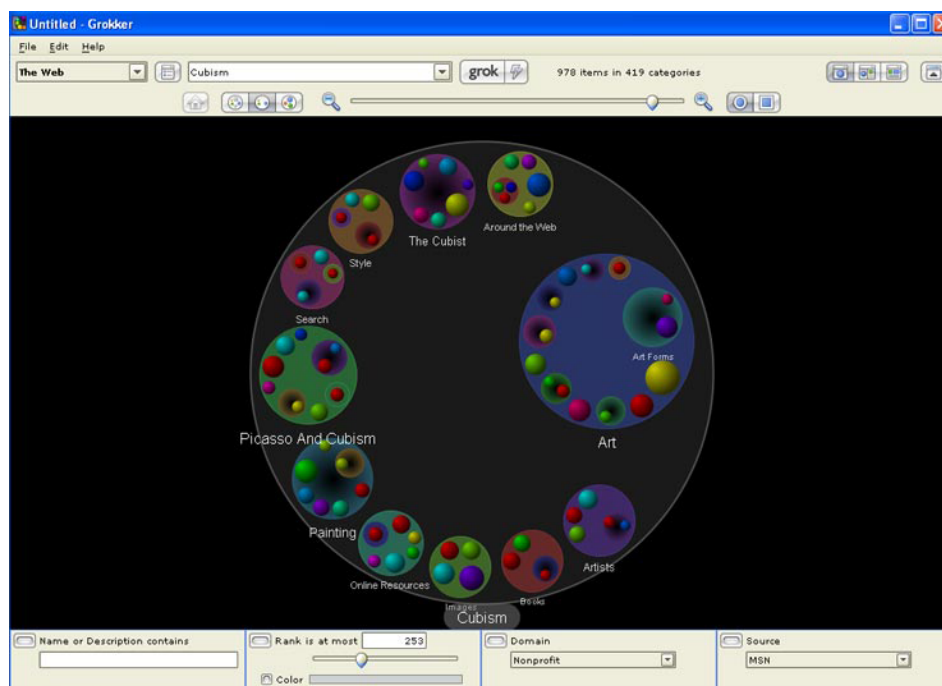 Untitled - Grokker
File Edit Help
The Web Cubism grok 978 items in 419 categories
Around the Web
The Cubist
Style
Search
Art Forms
Picasso And Cubism
Art
Painting
Artists
Online Resources
Books
Images
Cubism
Name or Description contains Rank is at most 253 Domain Source
Nonprofit MSN
Color